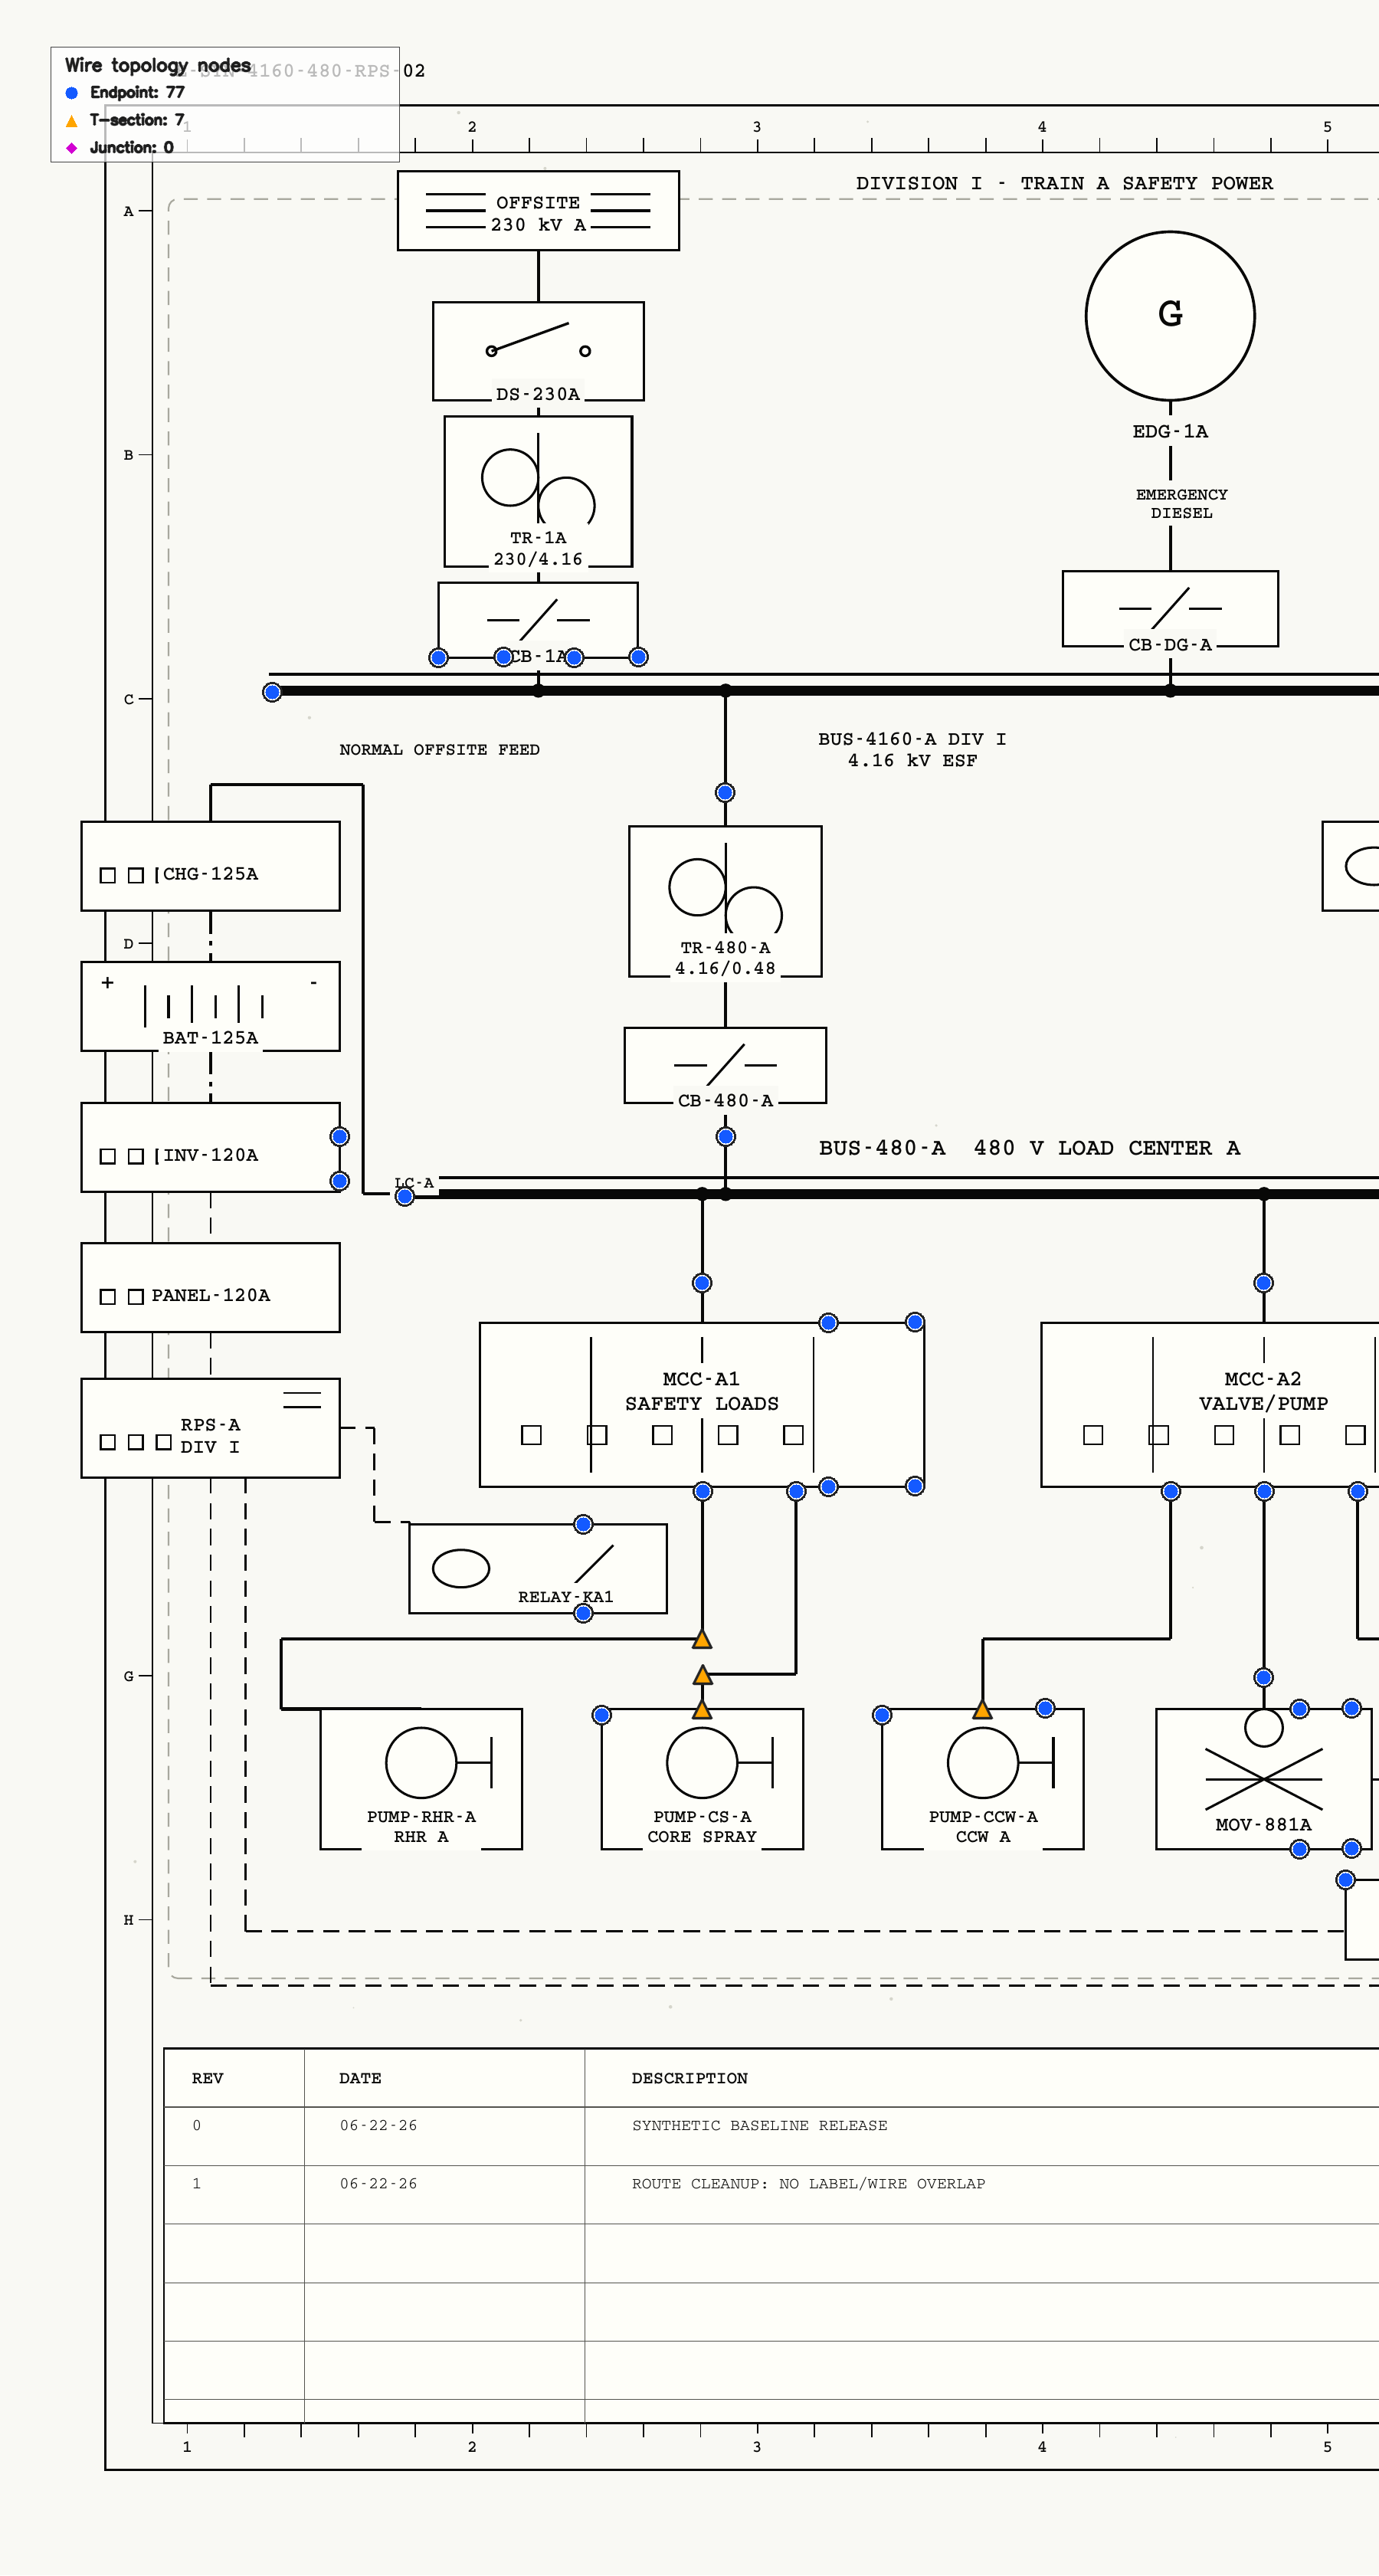 Wire topology nodes
Endpoint: 77
T-section: 7
Junction: 0
4160-480-RPS-02
1 2 3 4 5
DIVISION I - TRAIN A SAFETY POWER
A
OFFSITE
230 kV A
G
DS-230A
EDG-1A
B
EMERGENCY
DIESEL
TR-1A
230/4.16
CB-DG-A
CB-1A
C
NORMAL OFFSITE FEED
BUS-4160-A DIV I
4.16 kV ESF
CHG-125A
D
TR-480-A
4.16/0.48
+ -
BAT-125A
CB-480-A
INV-120A
BUS-480-A 480 V LOAD CENTER A
LC-A
PANEL-120A
MCC-A1
SAFETY LOADS
MCC-A2
VALVE/PUMP
RPS-A
DIV I
RELAY-KA1
G
PUMP-RHR-A
RHR A
PUMP-CS-A
CORE SPRAY
PUMP-CCW-A
CCW A
MOV-881A
H
REV DATE DESCRIPTION
0 06-22-26 SYNTHETIC BASELINE RELEASE
1 06-22-26 ROUTE CLEANUP: NO LABEL/WIRE OVERLAP
1 2 3 4 5